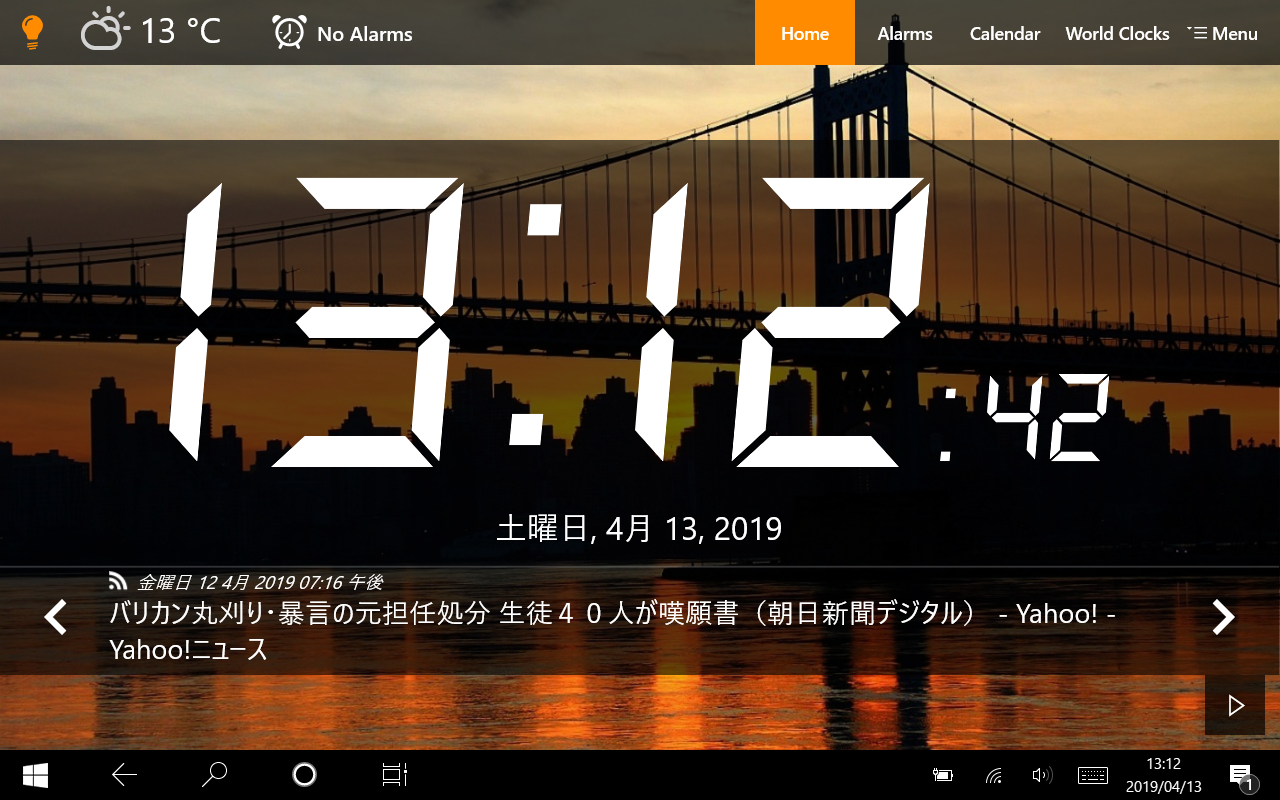 13 °C
No Alarms
Home
Alarms
Calendar
World Clocks
Menu
13:12:42
土曜日, 4月 13, 2019
金曜日 12 4月 2019 07:16 午後
バリカン丸刈り・暴言の元担任処分 生徒４０人が嘆願書（朝日新聞デジタル） - Yahoo! -
Yahoo!ニュース
13:12
2019/04/13
1